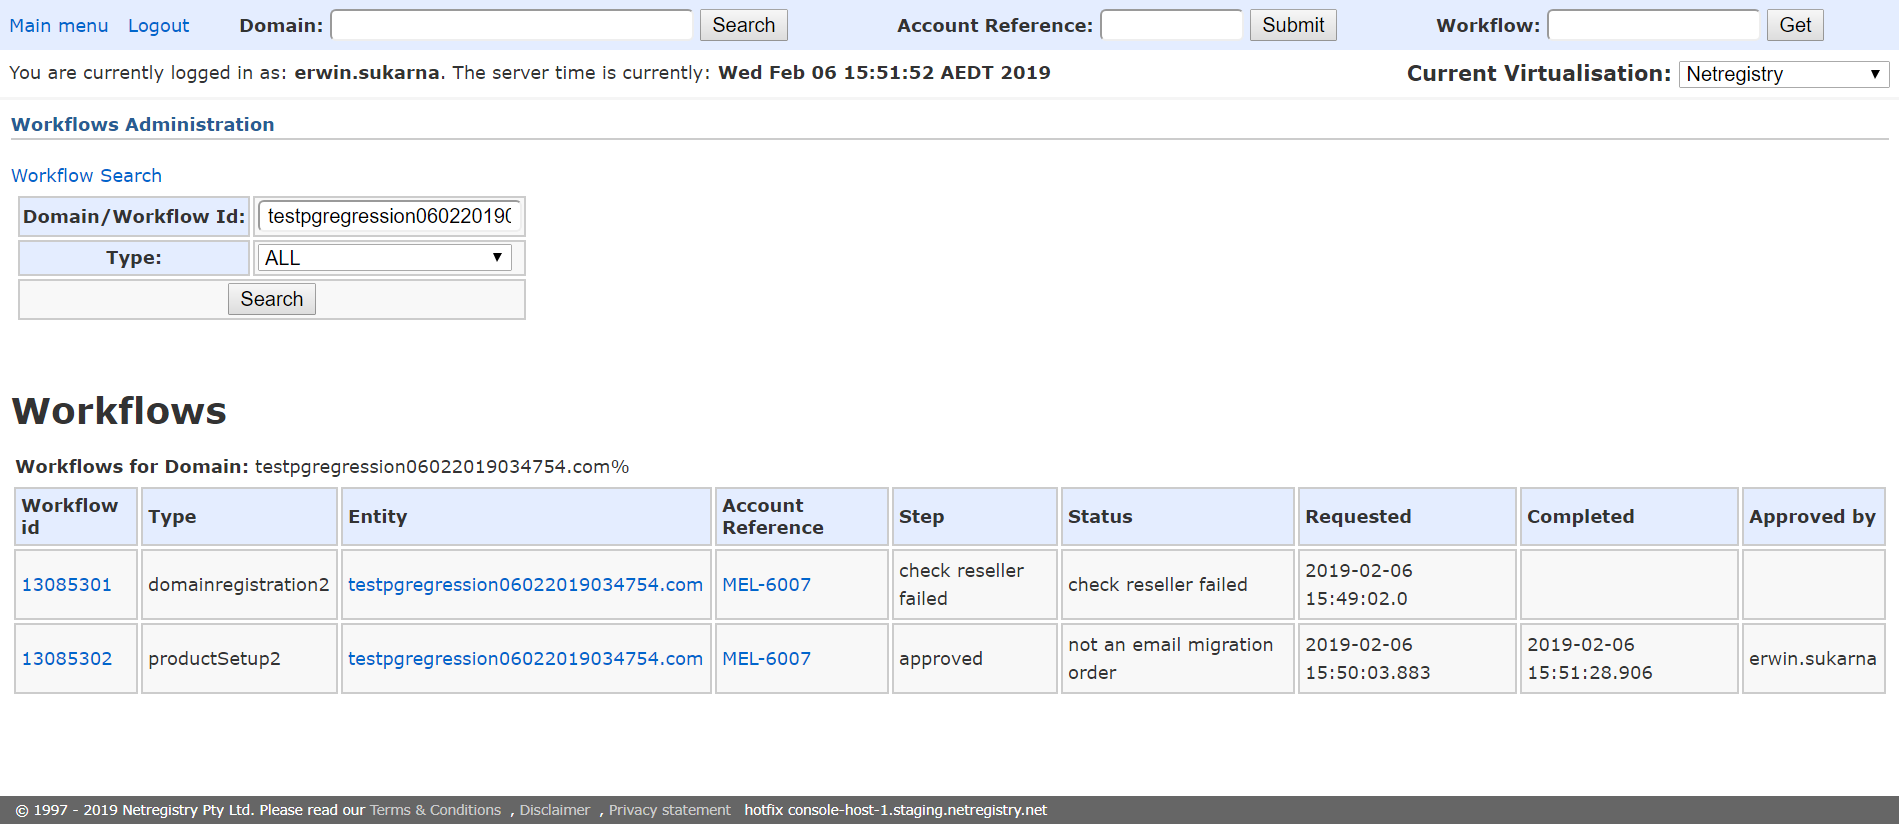 Main menu Logout Domain: Search Account Reference: Submit Workflow: Get
You are currently logged in as: erwin.sukarna. The server time is currently: Wed Feb 06 15:51:52 AEDT 2019 Current Virtualisation: Netregistry
Workflows Administration
Workflow Search
Domain/Workflow Id: testpgregression06022019
Type: ALL
Search
Workflows
Workflows for Domain: testpgregression06022019034754.com%
Workflow id Type Entity Account Reference Step Status Requested Completed Approved by
13085301 domainregistration2 testpgregression06022019034754.com MEL-6007 check reseller failed check reseller failed 2019-02-06 15:49:02.0
13085302 productSetup2 testpgregression06022019034754.com MEL-6007 approved not an email migration order 2019-02-06 15:50:03.883 2019-02-06 15:51:28.906 erwin.sukarna
© 1997 - 2019 Netregistry Pty Ltd. Please read our Terms & Conditions , Disclaimer , Privacy statement hotfix console-host-1.staging.netregistry.net